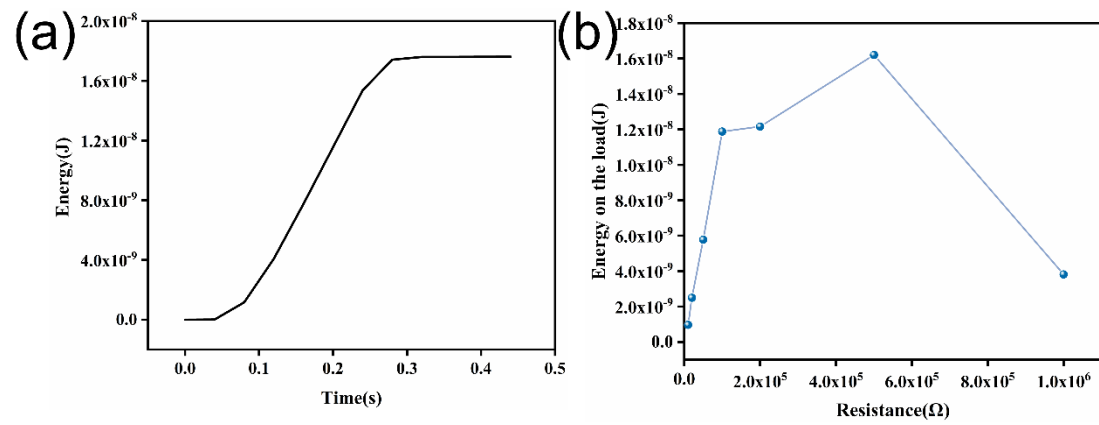 (a)
2.0x10⁻⁸
1.6x10⁻⁸
1.2x10⁻⁸
8.0x10⁻⁹
4.0x10⁻⁹
0.0
Energy(J)
0.0 0.1 0.2 0.3 0.4 0.5
Time(s)
(b)
1.8x10⁻⁸
1.6x10⁻⁸
1.4x10⁻⁸
1.2x10⁻⁸
1.0x10⁻⁸
8.0x10⁻⁹
6.0x10⁻⁹
4.0x10⁻⁹
2.0x10⁻⁹
0.0
Energy on the load(J)
0.0 2.0x10⁵ 4.0x10⁵ 6.0x10⁵ 8.0x10⁵ 1.0x10⁶
Resistance(Ω)